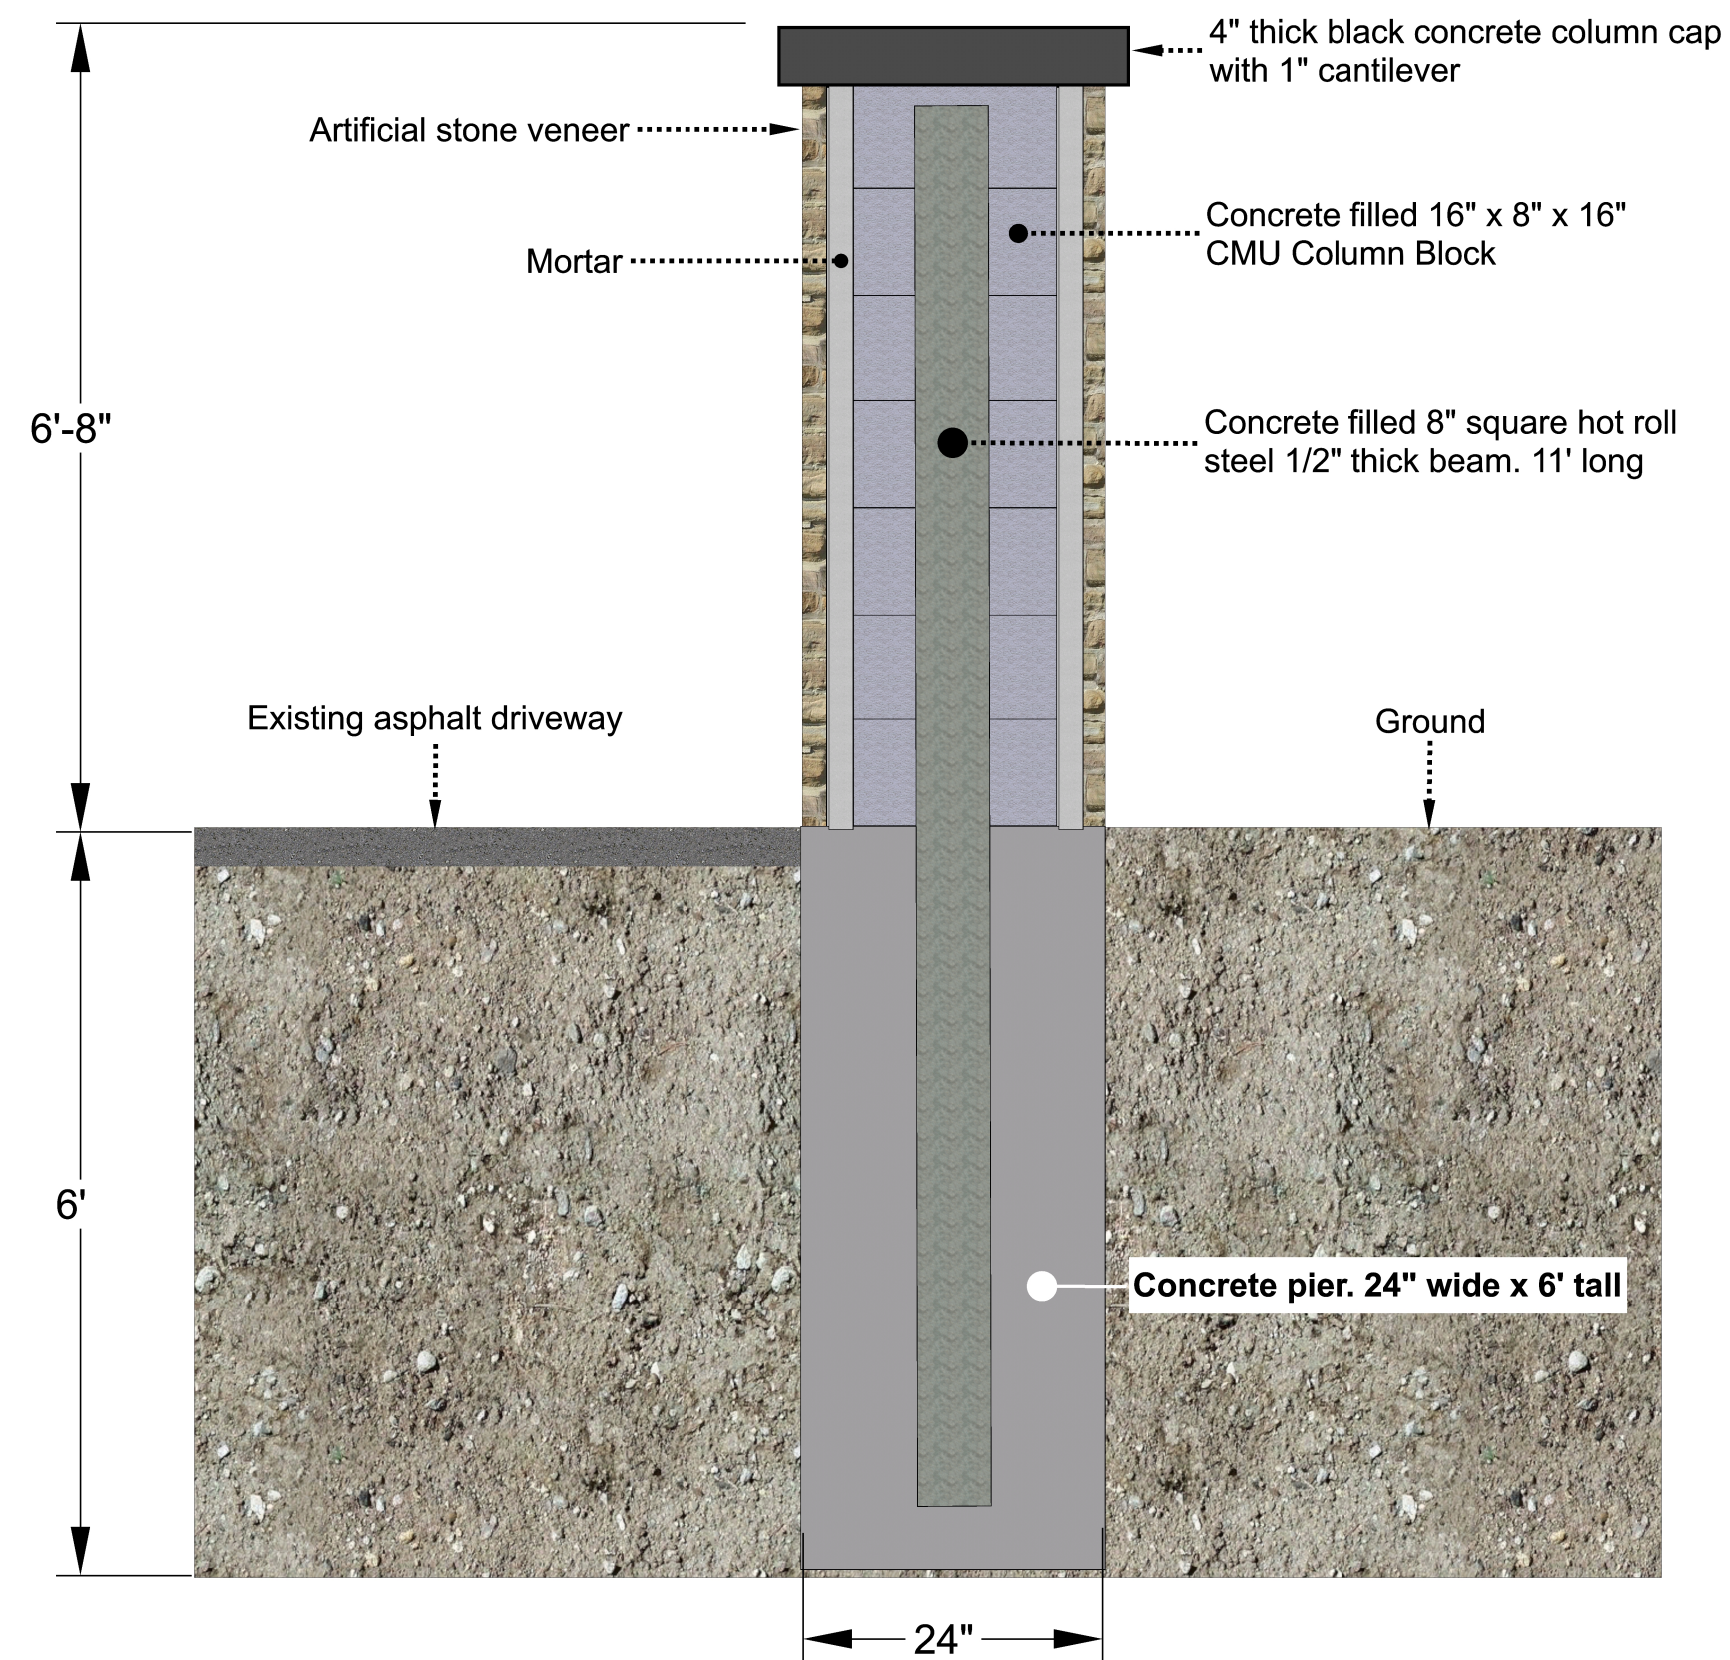 4" thick black concrete column cap
with 1" cantilever
Artificial stone veneer
Concrete filled 16" x 8" x 16"
CMU Column Block
Mortar
6'-8"
Concrete filled 8" square hot roll
steel 1/2" thick beam. 11' long
Existing asphalt driveway
Ground
6'
Concrete pier. 24" wide x 6' tall
24"